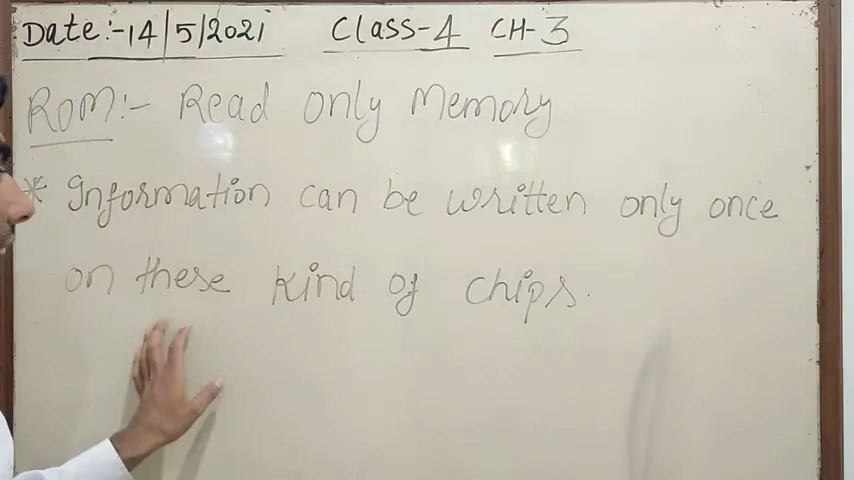 Date:-14/5/2021 Class-4 CH-3
ROM:- Read only Memory
* Information can be written only once
on these kind of chips.